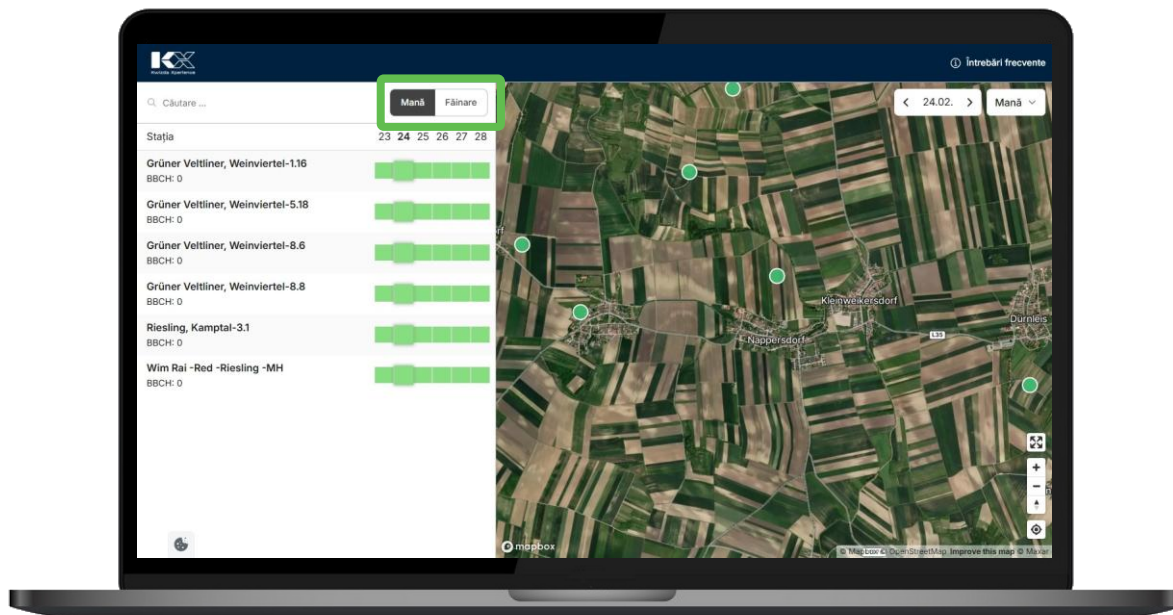 KX
Kwizda Xperience
Întrebări frecvente
Căutare ...
Mană Făinare
Stația 23 24 25 26 27 28
Grüner Veltliner, Weinviertel-1.16
BBCH: 0
Grüner Veltliner, Weinviertel-5.18
BBCH: 0
Grüner Veltliner, Weinviertel-8.6
BBCH: 0
Grüner Veltliner, Weinviertel-8.8
BBCH: 0
Riesling, Kamptal-3.1
BBCH: 0
Wim Rai -Red -Riesling -MH
BBCH: 0
24.02.
Mană
rf
Kleinweikersdorf
Dürnleis
L35
Nappersdorf
mapbox
© Mapbox © OpenStreetMap Improve this map © Maxar